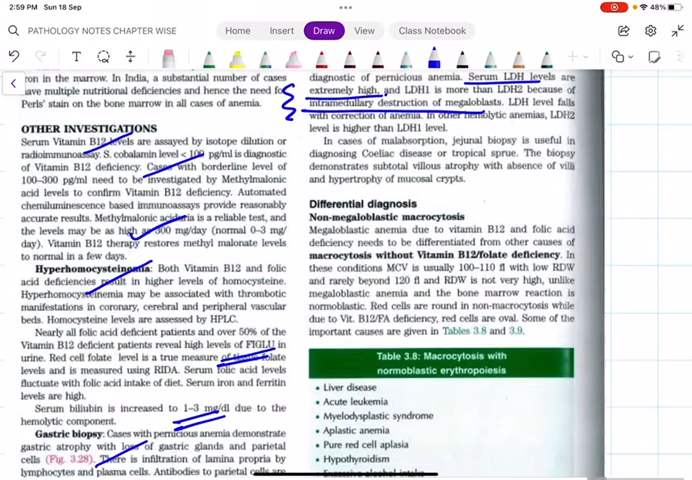 2:59 PM Sun 18 Sep
48%
PATHOLOGY NOTES CHAPTER WISE
Home
Insert
Draw
View
Class Notebook
iron in the marrow. In India, a substantial number of cases
have multiple nutritional deficiencies and hence the need for
Perls' stain on the bone marrow in all cases of anemia.
OTHER INVESTIGATIONS
Serum Vitamin B12 levels are assayed by isotope dilution or
radioimmunoassay. S. cobalamin level < 100 pg/ml is diagnostic
of Vitamin B12 deficiency. Cases with borderline level of
100–300 pg/ml need to be investigated by Methylmalonic
acid levels to confirm Vitamin B12 deficiency. Automated
chemiluminescence based immunoassays provide reasonably
accurate results. Methylmalonic aciduria is a reliable test, and
the levels may be as high as 300 mg/day (normal 0–3 mg/
day). Vitamin B12 therapy restores methyl malonate levels
to normal in a few days.
Hyperhomocysteinemia: Both Vitamin B12 and folic
acid deficiencies result in higher levels of homocysteine.
Hyperhomocysteinemia may be associated with thrombotic
manifestations in coronary, cerebral and peripheral vascular
beds. Homocysteine levels are assessed by HPLC.
Nearly all folic acid deficient patients and over 50% of the
Vitamin B12 deficient patients reveal high levels of FIGLU in
urine. Red cell folate level is a true measure of tissue folate
levels and is measured using RIDA. Serum folic acid levels
fluctuate with folic acid intake of diet. Serum iron and ferritin
levels are high.
Serum biliubin is increased to 1–3 mg/dl due to the
hemolytic component.
Gastric biopsy: Cases with pernicious anemia demonstrate
gastric atrophy with loss of gastric glands and parietal
cells (Fig. 3.28). There is infiltration of lamina propria by
lymphocytes and plasma cells. Antibodies to parietal cells are
diagnostic of pernicious anemia. Serum LDH levels are
extremely high, and LDH1 is more than LDH2 because of
intramedullary destruction of megaloblasts. LDH level falls
with correction of anemia. In other hemolytic anemias, LDH2
level is higher than LDH1 level.
In cases of malabsorption, jejunal biopsy is useful in
diagnosing Coeliac disease or tropical sprue. The biopsy
demonstrates subtotal villous atrophy with absence of villi
and hypertrophy of mucosal crypts.
Differential diagnosis
Non-megaloblastic macrocytosis
Megaloblastic anemia due to vitamin B12 and folic acid
deficiency needs to be differentiated from other causes of
macrocytosis without Vitamin B12/folate deficiency. In
these conditions MCV is usually 100–110 fl with low RDW
and rarely beyond 120 fl and RDW is not very high, unlike
megaloblastic anemia and the bone marrow reaction is
normoblastic. Red cells are round in non-macrocytosis while
due to Vit. B12/FA deficiency, red cells are oval. Some of the
important causes are given in Tables 3.8 and 3.9.
Table 3.8: Macrocytosis with
normoblastic erythropoiesis
• Liver disease
• Acute leukemia
• Myelodysplastic syndrome
• Aplastic anemia
• Pure red cell aplasia
• Hypothyroidism
• Excessive alcohol intake